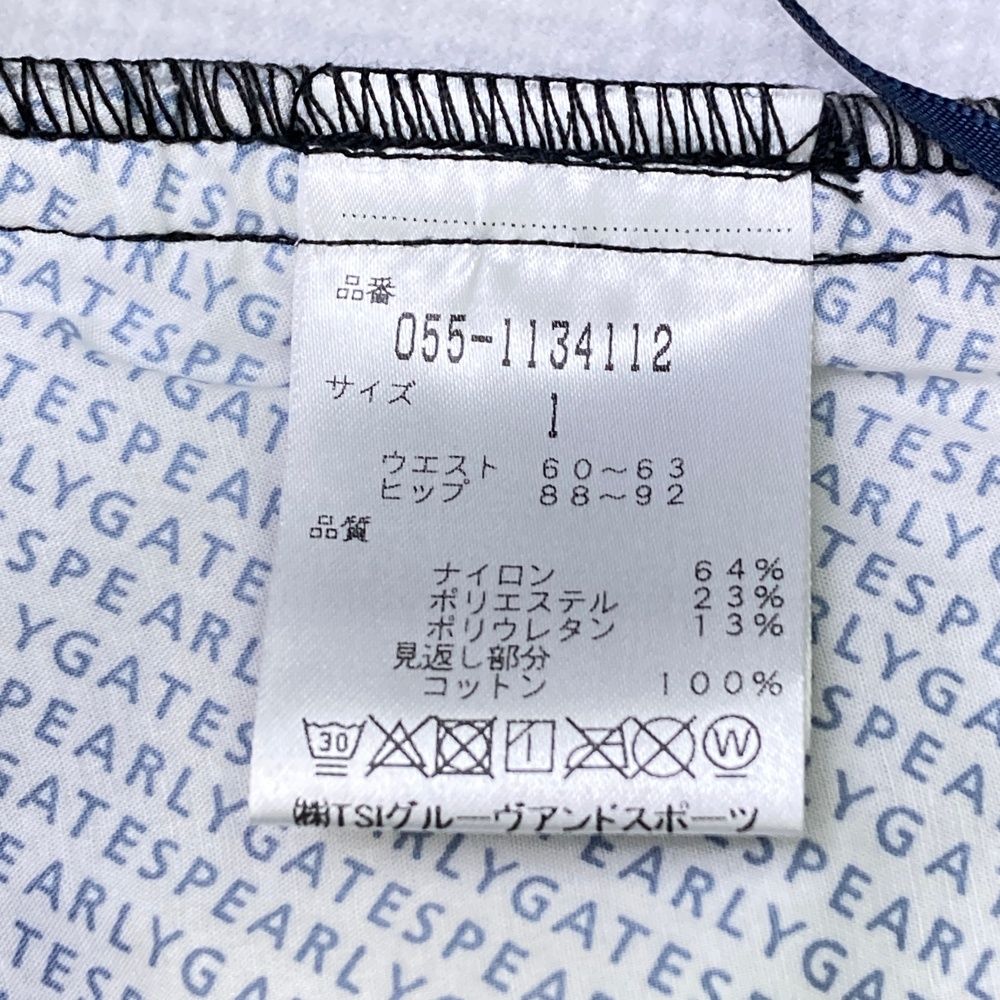 品番
055-1134112
サイズ
1
ウエスト 60～63
ヒップ 88～92
品質
ナイロン 64%
ポリエステル 23%
ポリウレタン 13%
見返し部分
コットン 100%
30 W
㈱TSIグルーヴアンドスポーツ
PEARLYGATES